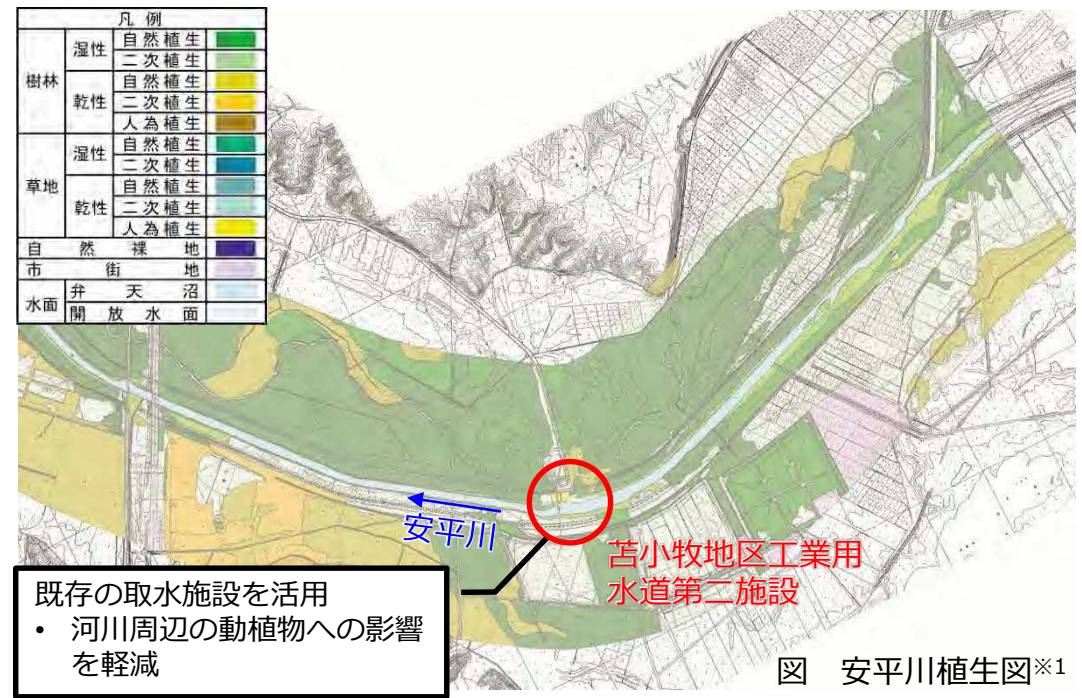 凡例
樹林 湿性 自然植生
二次植生
乾性 自然植生
二次植生
人為植生
草地 湿性 自然植生
二次植生
乾性 自然植生
二次植生
人為植生
自然裸地
市街地
水面 弁天沼
開放水面
安平川
苫小牧地区工業用
水道第二施設
既存の取水施設を活用
• 河川周辺の動植物への影響
を軽減
図 安平川植生図※1